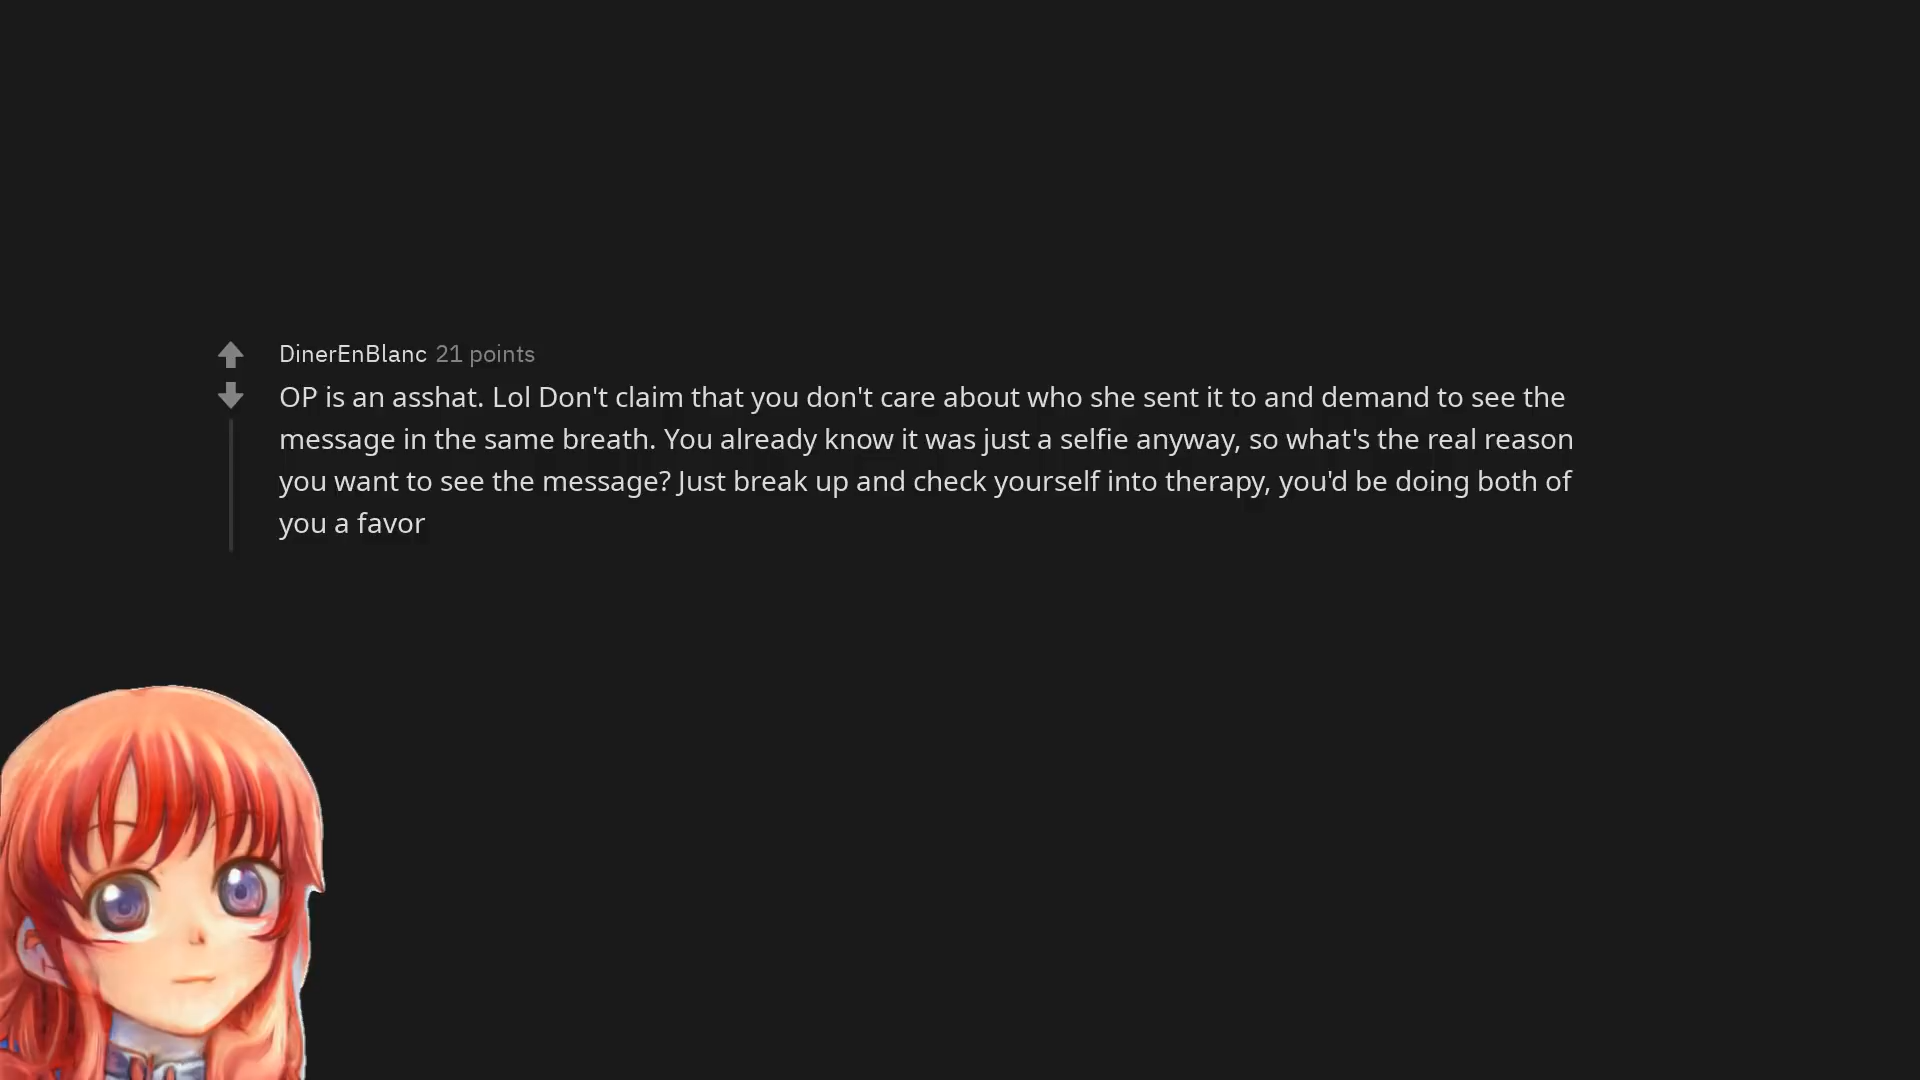 DinerEnBlanc 21 points
OP is an asshat. Lol Don't claim that you don't care about who she sent it to and demand to see the
message in the same breath. You already know it was just a selfie anyway, so what's the real reason
you want to see the message? Just break up and check yourself into therapy, you'd be doing both of
you a favor